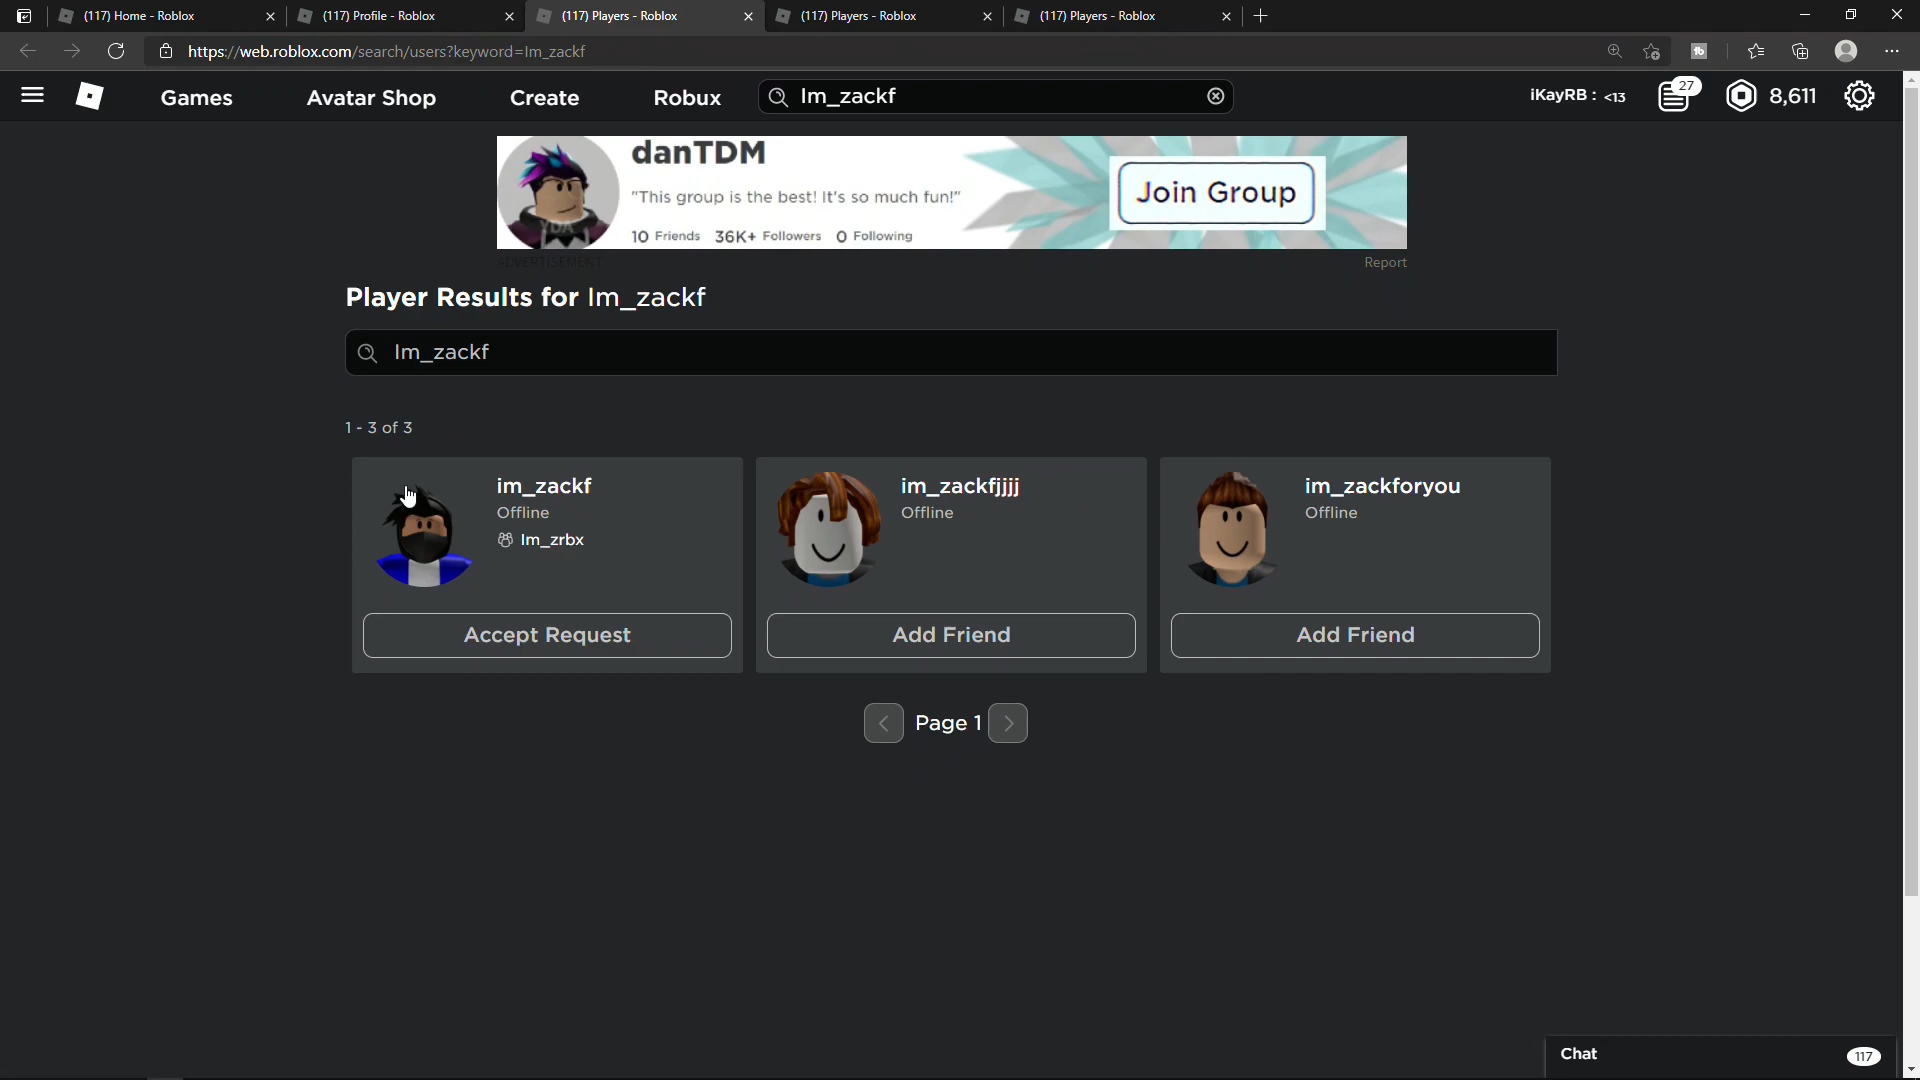 (117) Home - Roblox
(117) Profile - Roblox
(117) Players - Roblox
(117) Players - Roblox
(117) Players - Roblox
https://web.roblox.com/search/users?keyword=Im_zackf
Games
Avatar Shop
Create
Robux
Im_zackf
iKayRB : <13
27
8,611
danTDM
"This group is the best! It's so much fun!"
10 Friends 36K+ Followers 0 Following
Join Group
ADVERTISEMENT
Report
Player Results for Im_zackf
Im_zackf
1 - 3 of 3
im_zackf
Offline
Im_zrbx
Accept Request
im_zackfjjjj
Offline
Add Friend
im_zackforyou
Offline
Add Friend
Page 1
Chat
117